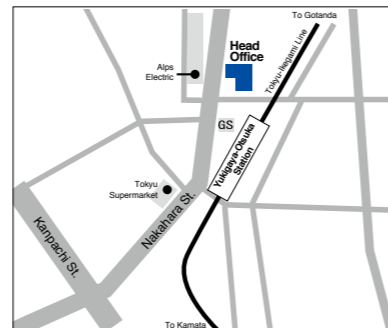 To Gotanda
Head
Office
Alps
Electric
Tokyu-Ikegami Line
GS
Yukigaya-Otsuka
Station
Tokyu
Supermarket
Nakahara St.
Kanpachi St.
To Kamata